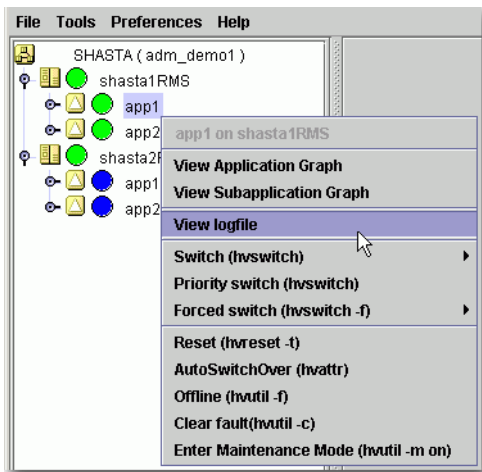 File Tools Preferences Help
SHASTA ( adm_demo1 )
shasta1RMS
app1
app2
shasta2
app1
app2
app1 on shasta1RMS
View Application Graph
View Subapplication Graph
View logfile
Switch (hvswitch)
Priority switch (hvswitch)
Forced switch (hvswitch -f)
Reset (hvreset -t)
AutoSwitchOver (hvattr)
Offline (hvutil -f)
Clear fault(hvutil -c)
Enter Maintenance Mode (hvutil -m on)